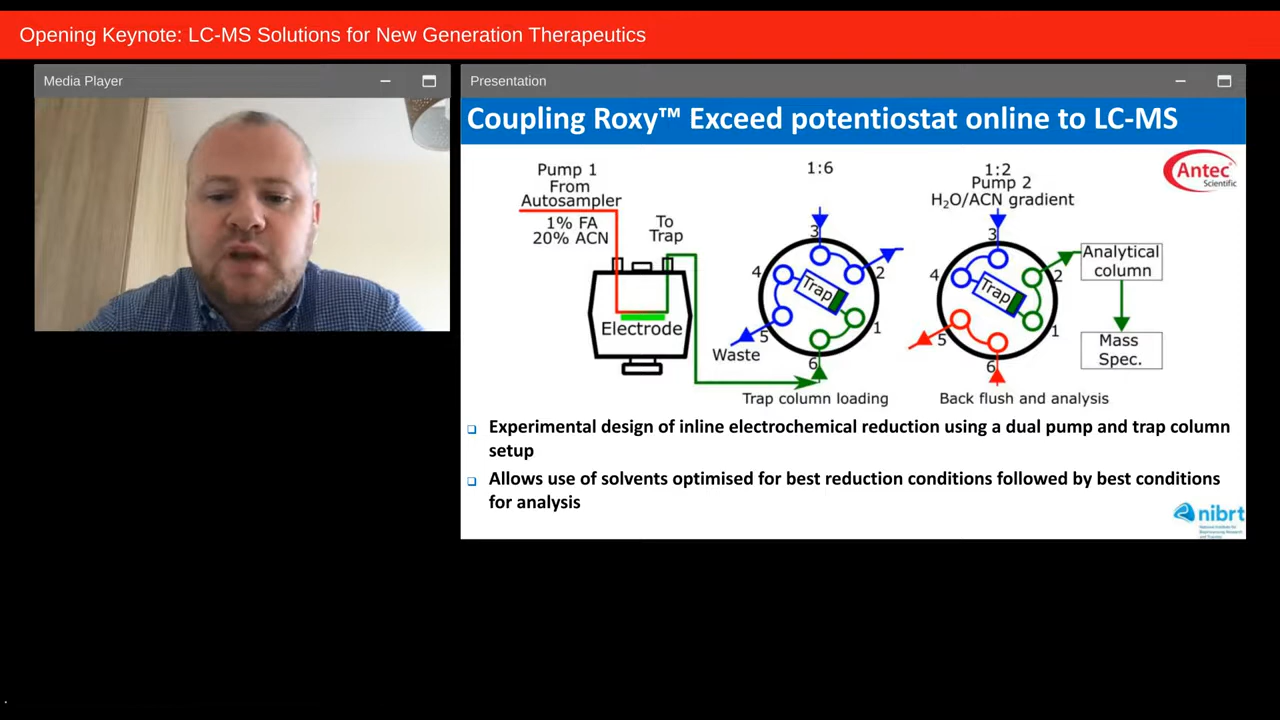 Opening Keynote: LC-MS Solutions for New Generation Therapeutics
Media Player
Presentation
Coupling Roxy™ Exceed potentiostat online to LC-MS
Pump 1
From
Autosampler
1% FA
20% ACN
To
Trap
Electrode
1:6
3
4
2
Trap
5
1
6
Waste
Trap column loading
1:2
Pump 2
H₂O/ACN gradient
3
4
2
Trap
5
1
6
Back flush and analysis
Analytical
column
Mass
Spec.
Antec
Scientific
Experimental design of inline electrochemical reduction using a dual pump and trap column
setup
Allows use of solvents optimised for best reduction conditions followed by best conditions
for analysis
nibrt